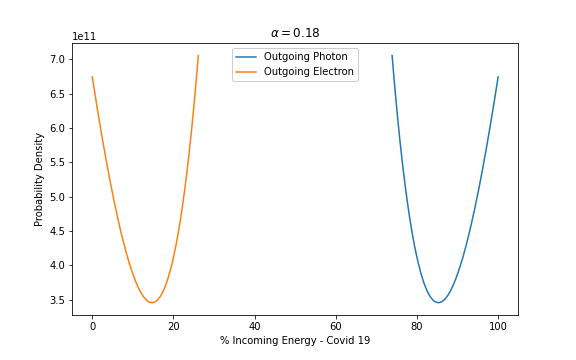 α = 0.18
1e11
Outgoing Photon
Outgoing Electron
7.0
6.5
6.0
5.5
5.0
4.5
4.0
3.5
Probability Density
0 20 40 60 80 100
% Incoming Energy - Covid 19